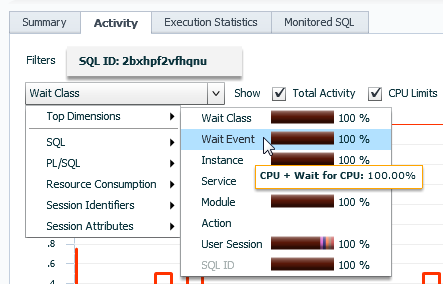 Summary Activity Execution Statistics Monitored SQL
Filters SQL ID: 2bxhpf2vfhqnu
Wait Class Show Total Activity CPU Limits
Top Dimensions
SQL
PL/SQL
Resource Consumption
Session Identifiers
Session Attributes
Wait Class 100 %
Wait Event 100 %
Instance 100 %
Service
CPU + Wait for CPU: 100.00%
Module 100 %
Action
User Session 100 %
SQL ID 100 %
.8
.6
.4
.2